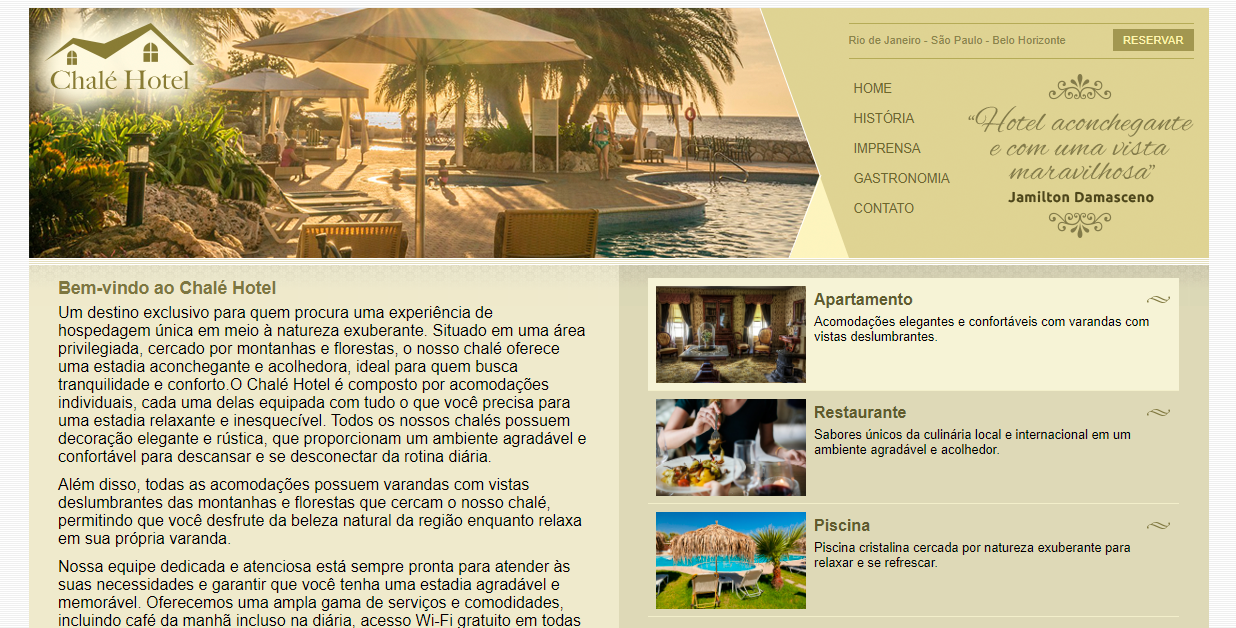 Chalé Hotel
Rio de Janeiro - São Paulo - Belo Horizonte
RESERVAR
HOME
HISTÓRIA
IMPRENSA
GASTRONOMIA
CONTATO
“Hotel aconchegante
e com uma vista
maravilhosa”
Jamilton Damasceno
Bem-vindo ao Chalé Hotel
Um destino exclusivo para quem procura uma experiência de
hospedagem única em meio à natureza exuberante. Situado em uma área
privilegiada, cercado por montanhas e florestas, o nosso chalé oferece
uma estadia aconchegante e acolhedora, ideal para quem busca
tranquilidade e conforto.O Chalé Hotel é composto por acomodações
individuais, cada uma delas equipada com tudo o que você precisa para
uma estadia relaxante e inesquecível. Todos os nossos chalés possuem
decoração elegante e rústica, que proporcionam um ambiente agradável e
confortável para descansar e se desconectar da rotina diária.
Além disso, todas as acomodações possuem varandas com vistas
deslumbrantes das montanhas e florestas que cercam o nosso chalé,
permitindo que você desfrute da beleza natural da região enquanto relaxa
em sua própria varanda.
Nossa equipe dedicada e atenciosa está sempre pronta para atender às
suas necessidades e garantir que você tenha uma estadia agradável e
memorável. Oferecemos uma ampla gama de serviços e comodidades,
incluindo café da manhã incluso na diária, acesso Wi-Fi gratuito em todas
Apartamento
Acomodações elegantes e confortáveis com varandas com
vistas deslumbrantes.
Restaurante
Sabores únicos da culinária local e internacional em um
ambiente agradável e acolhedor.
Piscina
Piscina cristalina cercada por natureza exuberante para
relaxar e se refrescar.